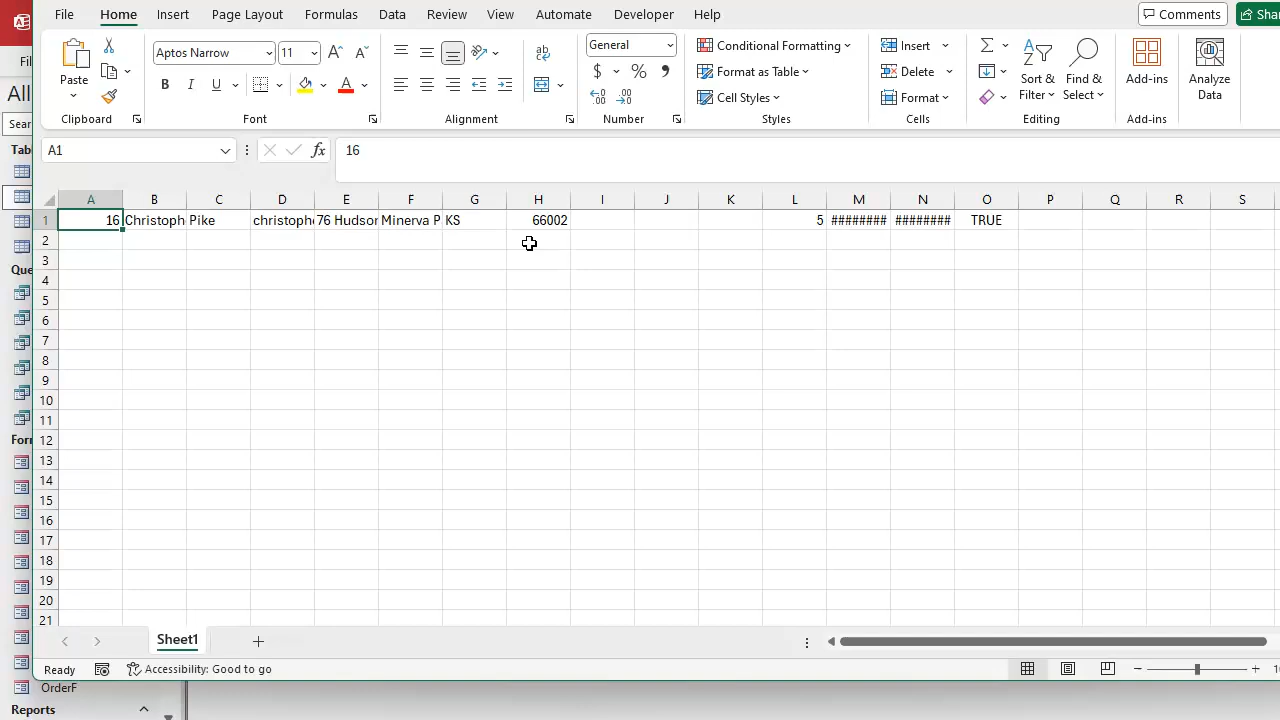 File Home Insert Page Layout Formulas Data Review View Automate Developer Help Comments Shar
Fil
All
Sear
Tab
Que
For
OrderF
Reports
Paste
Clipboard
Aptos Narrow 11
B I U
Font
ab
Alignment
General
$ % ,
Number
Conditional Formatting
Format as Table
Cell Styles
Styles
Insert
Delete
Format
Cells
Sort & Filter
Find & Select
Editing
Add-ins
Add-ins
Analyze Data
A1 fx 16
A B C D E F G H I J K L M N O P Q R S
1 16 Christoph Pike christoph 76 Hudson Minerva P KS 66002 5 ######## ######## TRUE
2
3
4
5
6
7
8
9
10
11
12
13
14
15
16
17
18
19
20
21
Sheet1
Ready Accessibility: Good to go